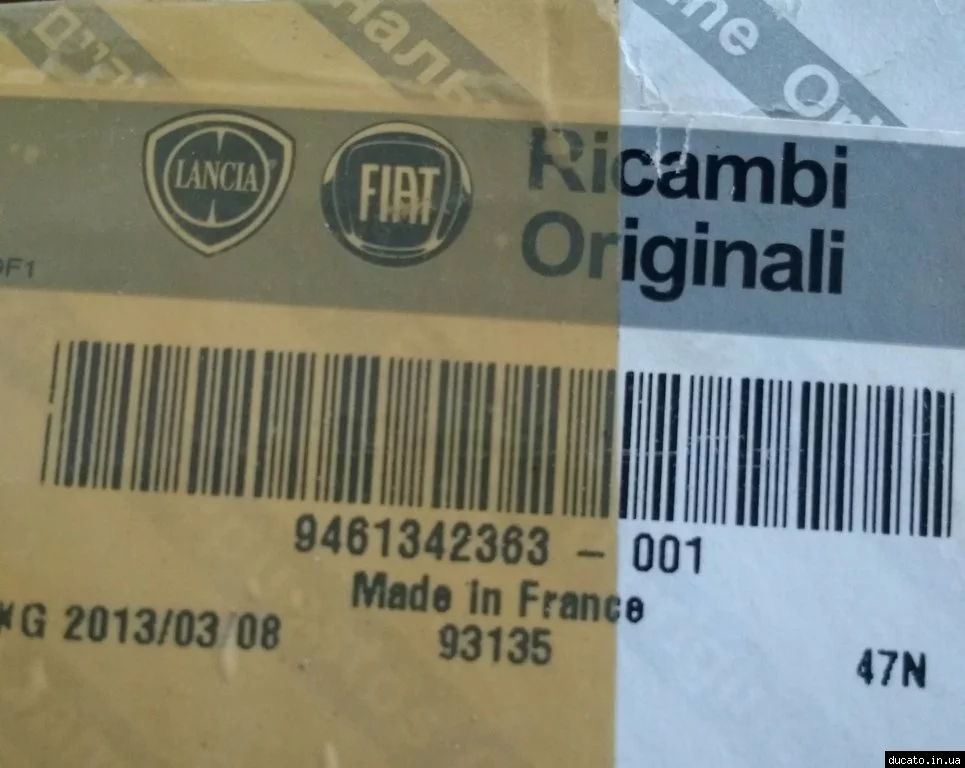 LANCIA
FIAT
Ricambi
Originali
9461342363 - 001
Made in France
G 2013/03/08
93135
47N
ducato.in.ua